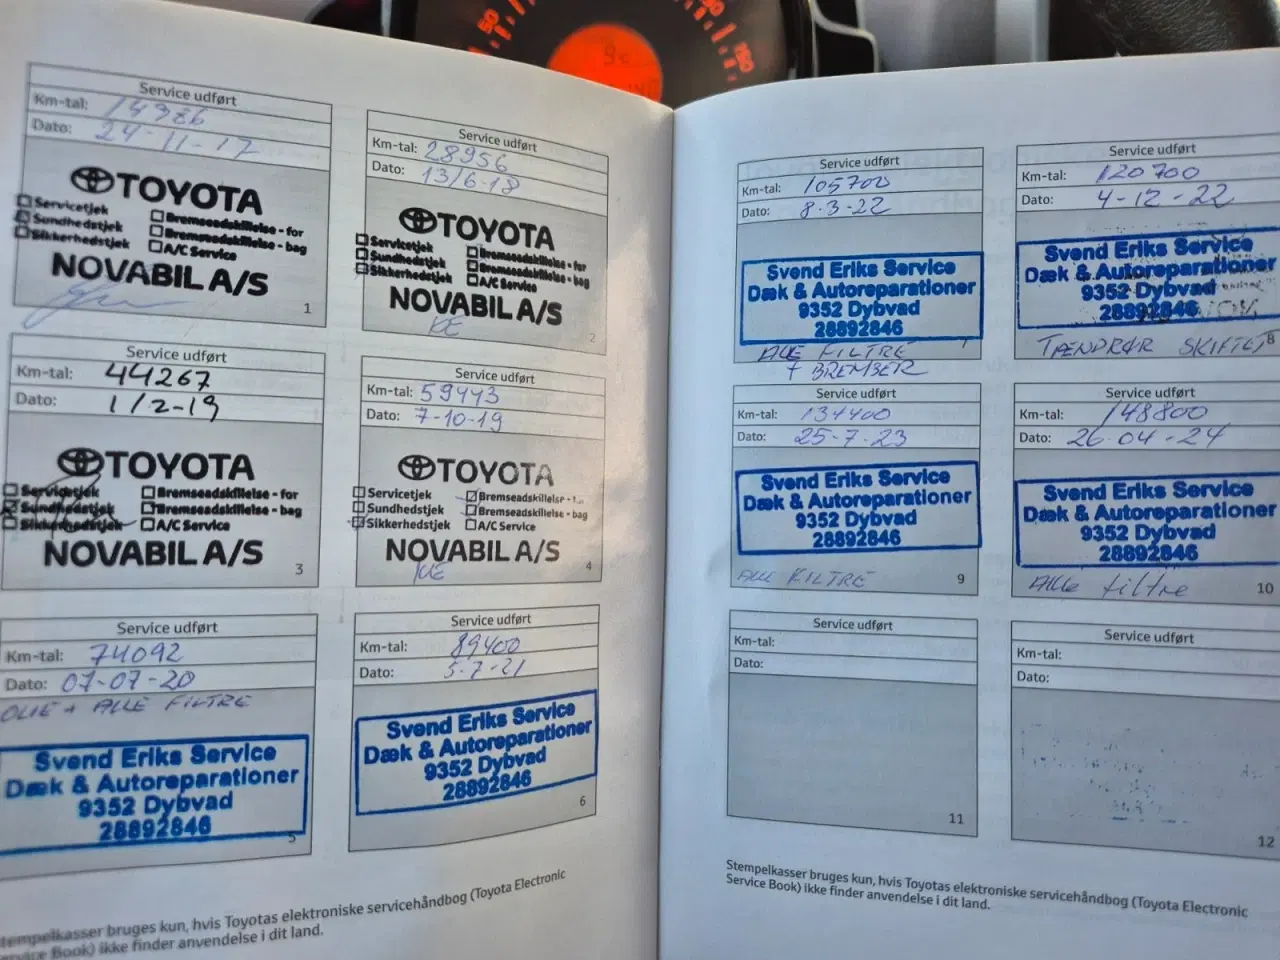 Service udført
Km-tal: 14386
Dato: 24-11-17
TOYOTA
Servicetjek
Sundhedstjek
Sikkerhedstjek
Bremseadskillelse - for
Bremseadskillelse - bag
A/C Service
NOVABIL A/S
1
Service udført
Km-tal: 28956
Dato: 13/6-18
TOYOTA
Servicetjek
Sundhedstjek
Sikkerhedstjek
Bremseadskillelse - for
Bremseadskillelse - bag
A/C Service
NOVABIL A/S
2
Service udført
Km-tal: 44267
Dato: 1/2-19
TOYOTA
Servicetjek
Sundhedstjek
Sikkerhedstjek
Bremseadskillelse - for
Bremseadskillelse - bag
A/C Service
NOVABIL A/S
3
Service udført
Km-tal: 59443
Dato: 7-10-19
TOYOTA
Servicetjek
Sundhedstjek
Sikkerhedstjek
Bremseadskillelse - f
Bremseadskillelse - bag
A/C Service
NOVABIL A/S
4
Service udført
Km-tal: 74092
Dato: 07-07-20
OLIE + ALLE FILTRE
Svend Eriks Service
Dæk & Autoreparationer
9352 Dybvad
28892846
5
Service udført
Km-tal: 89400
Dato: 5-7-21
Svend Eriks Service
Dæk & Autoreparationer
9352 Dybvad
28892846
6
tempelkasser bruges kun, hvis Toyotas elektroniske servicehåndbog (Toyota Electronic
ervice Book) ikke finder anvendelse i dit land.
Service udført
Km-tal: 105700
Dato: 8-3-22
Svend Eriks Service
Dæk & Autoreparationer
9352 Dybvad
28892846
7
ALLE FILTRE
+ BREMSER
Service udført
Km-tal: 120700
Dato: 4-12-22
Svend Eriks Service
Dæk & Autoreparationer
9352 Dybvad
28892846
TÆNDRØR SKIFTET
8
Service udført
Km-tal: 134400
Dato: 25-7-23
Svend Eriks Service
Dæk & Autoreparationer
9352 Dybvad
28892846
ALLE FILTRE
9
Service udført
Km-tal: 148800
Dato: 26-04-24
Svend Eriks Service
Dæk & Autoreparationer
9352 Dybvad
28892846
Alle filtre
10
Service udført
Km-tal:
Dato:
11
Service udført
Km-tal:
Dato:
12
Stempelkasser bruges kun, hvis Toyotas elektroniske servicehåndbog (Toyota Electronic
Service Book) ikke finder anvendelse i dit land.